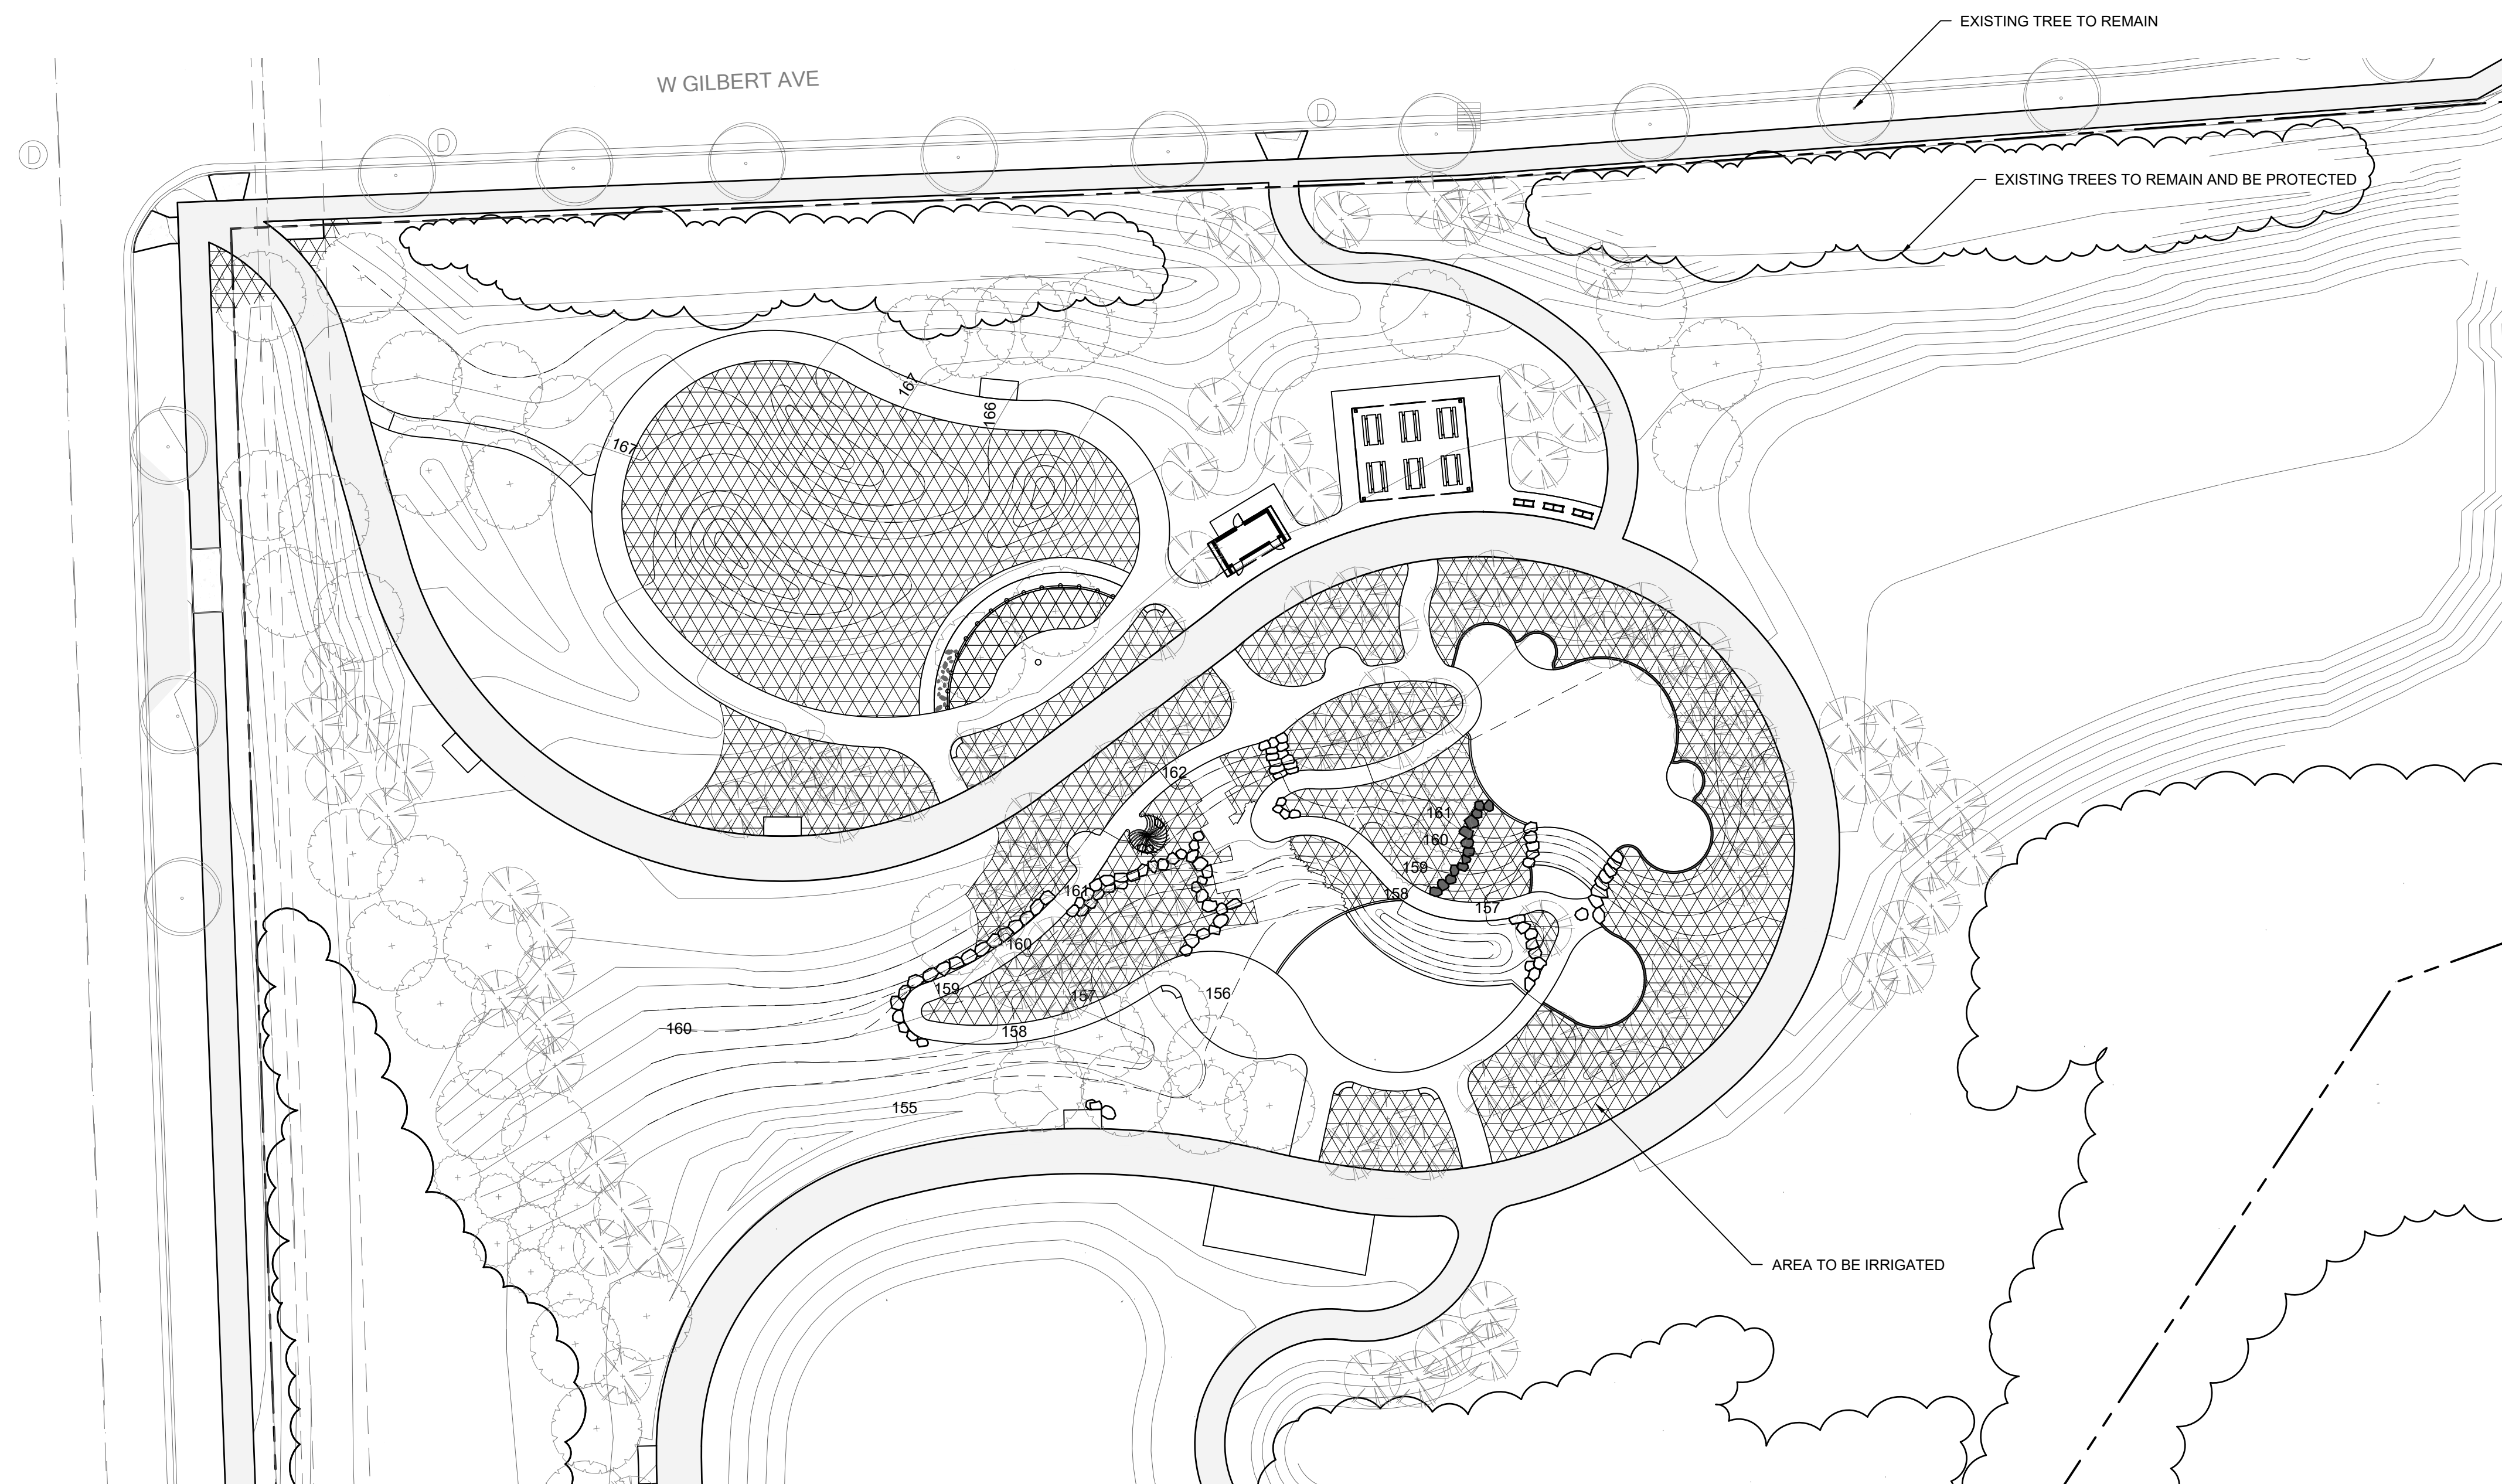 EXISTING TREE TO REMAIN
W GILBERT AVE
D
D
D
EXISTING TREES TO REMAIN AND BE PROTECTED
167
166
167
162
161
160
159
158
157
161
160
159
158
157
156
160
155
AREA TO BE IRRIGATED